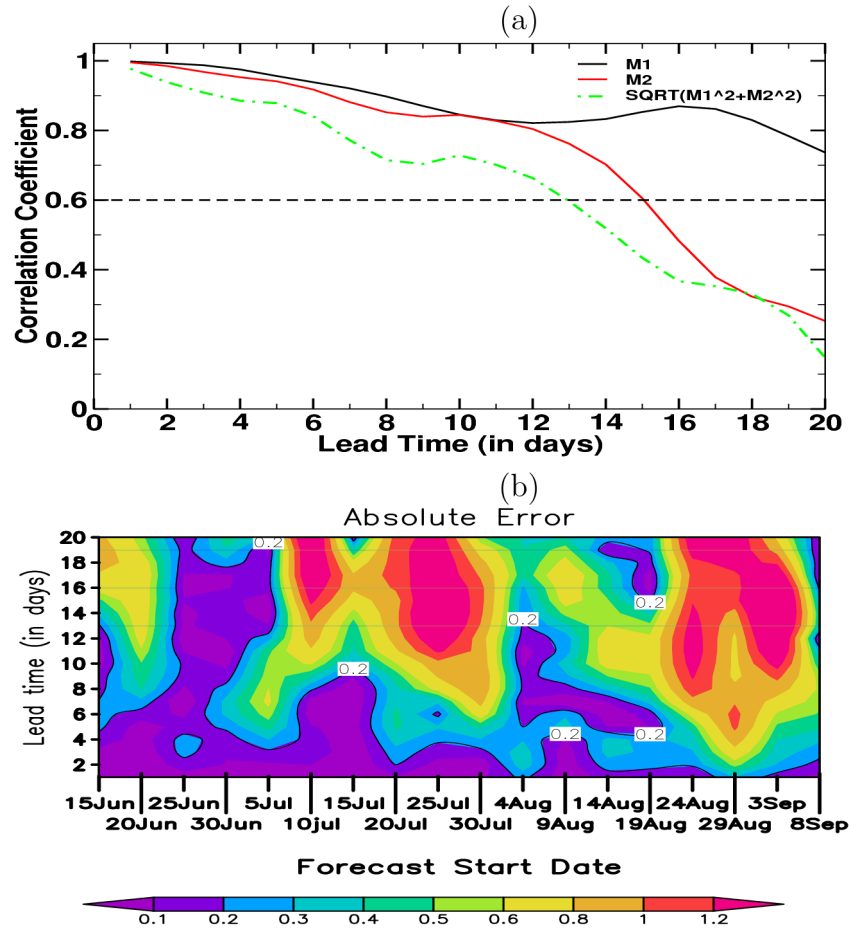 (a)
1
0.8
0.6
0.4
0.2
0
Correlation Coefficient
M1
M2
SQRT(M1^2+M2^2)
0 2 4 6 8 10 12 14 16 18 20
Lead Time (in days)
(b)
Absolute Error
20
18
16
14
12
10
8
6
4
2
Lead time (in days)
0.2
0.2
0.2
0.2
0.2
0.2
15Jun 25Jun 5Jul 15Jul 25Jul 4Aug 14Aug 24Aug 3Sep
20Jun 30Jun 10jul 20Jul 30Jul 9Aug 19Aug 29Aug 8Sep
Forecast Start Date
0.1 0.2 0.3 0.4 0.5 0.6 0.8 1 1.2